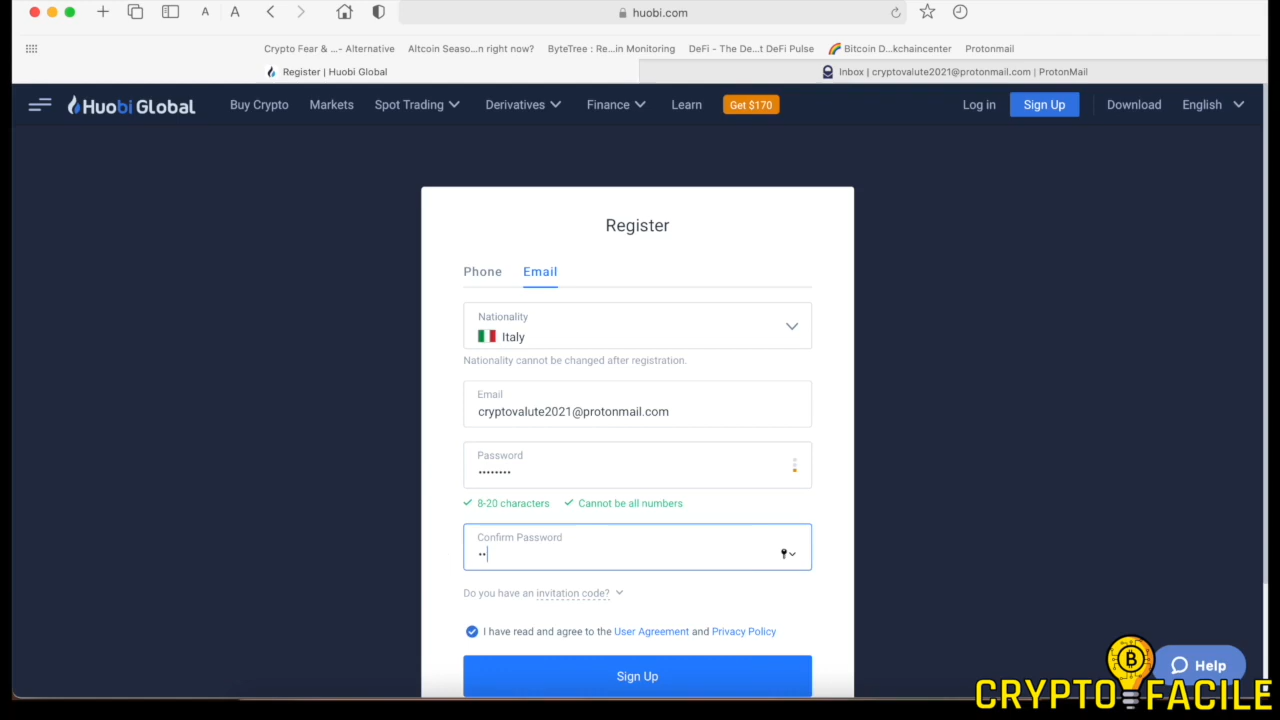 A A huobi.com
Crypto Fear & ...- Alternative Altcoin Seaso...n right now? ByteTree : Re...in Monitoring DeFi - The De...t DeFi Pulse Bitcoin D...kchaincenter Protonmail
Register | Huobi Global Inbox | cryptovalute2021@protonmail.com | ProtonMail
Huobi Global Buy Crypto Markets Spot Trading Derivatives Finance Learn Get $170 Log in Sign Up Download English
Register
Phone Email
Nationality
Italy
Nationality cannot be changed after registration.
Email
cryptovalute2021@protonmail.com
Password
••••••••
8-20 characters Cannot be all numbers
Confirm Password
••
Do you have an invitation code?
I have read and agree to the User Agreement and Privacy Policy
Sign Up
Help
CRYPTO FACILE